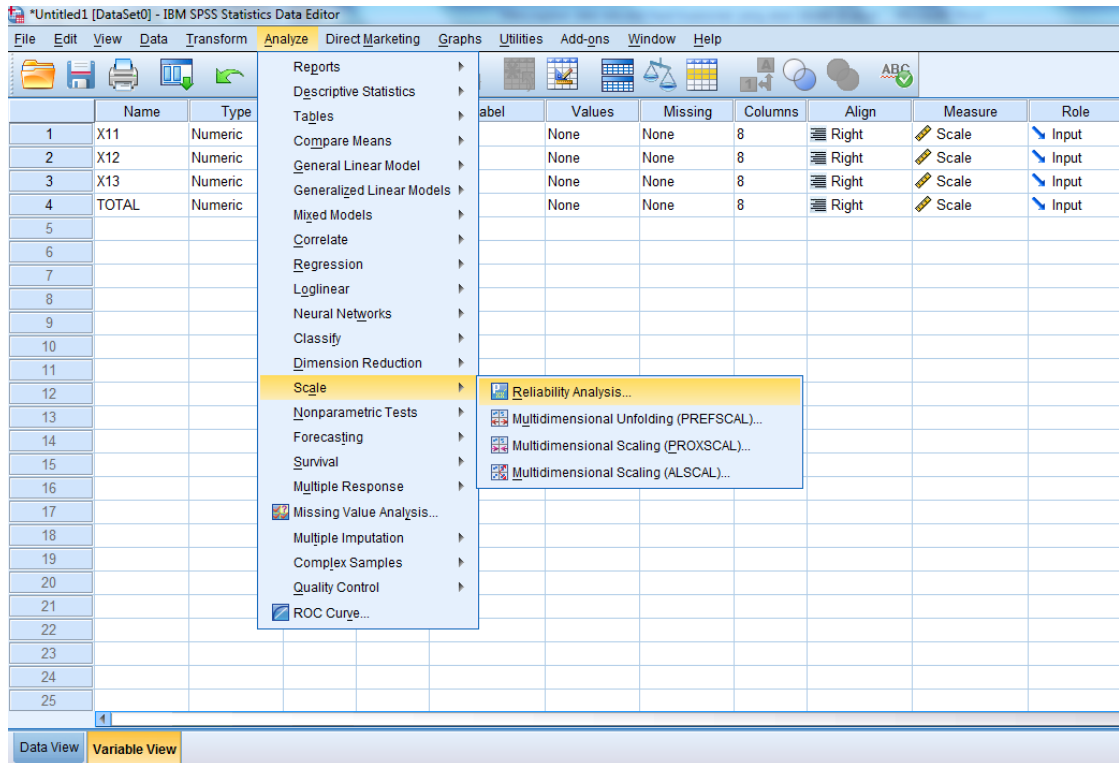 *Untitled1 [DataSet0] - IBM SPSS Statistics Data Editor
File Edit View Data Transform Analyze Direct Marketing Graphs Utilities Add-ons Window Help
Name Type abel Values Missing Columns Align Measure Role
1 X11 Numeric None None 8 Right Scale Input
2 X12 Numeric None None 8 Right Scale Input
3 X13 Numeric None None 8 Right Scale Input
4 TOTAL Numeric None None 8 Right Scale Input
5
6
7
8
9
10
11
12
13
14
15
16
17
18
19
20
21
22
23
24
25
Reports
Descriptive Statistics
Tables
Compare Means
General Linear Model
Generalized Linear Models
Mixed Models
Correlate
Regression
Loglinear
Neural Networks
Classify
Dimension Reduction
Scale
Nonparametric Tests
Forecasting
Survival
Multiple Response
Missing Value Analysis...
Multiple Imputation
Complex Samples
Quality Control
ROC Curve...
Reliability Analysis...
Multidimensional Unfolding (PREFSCAL)...
Multidimensional Scaling (PROXSCAL)...
Multidimensional Scaling (ALSCAL)...
A
1 4
ABC
Data View Variable View